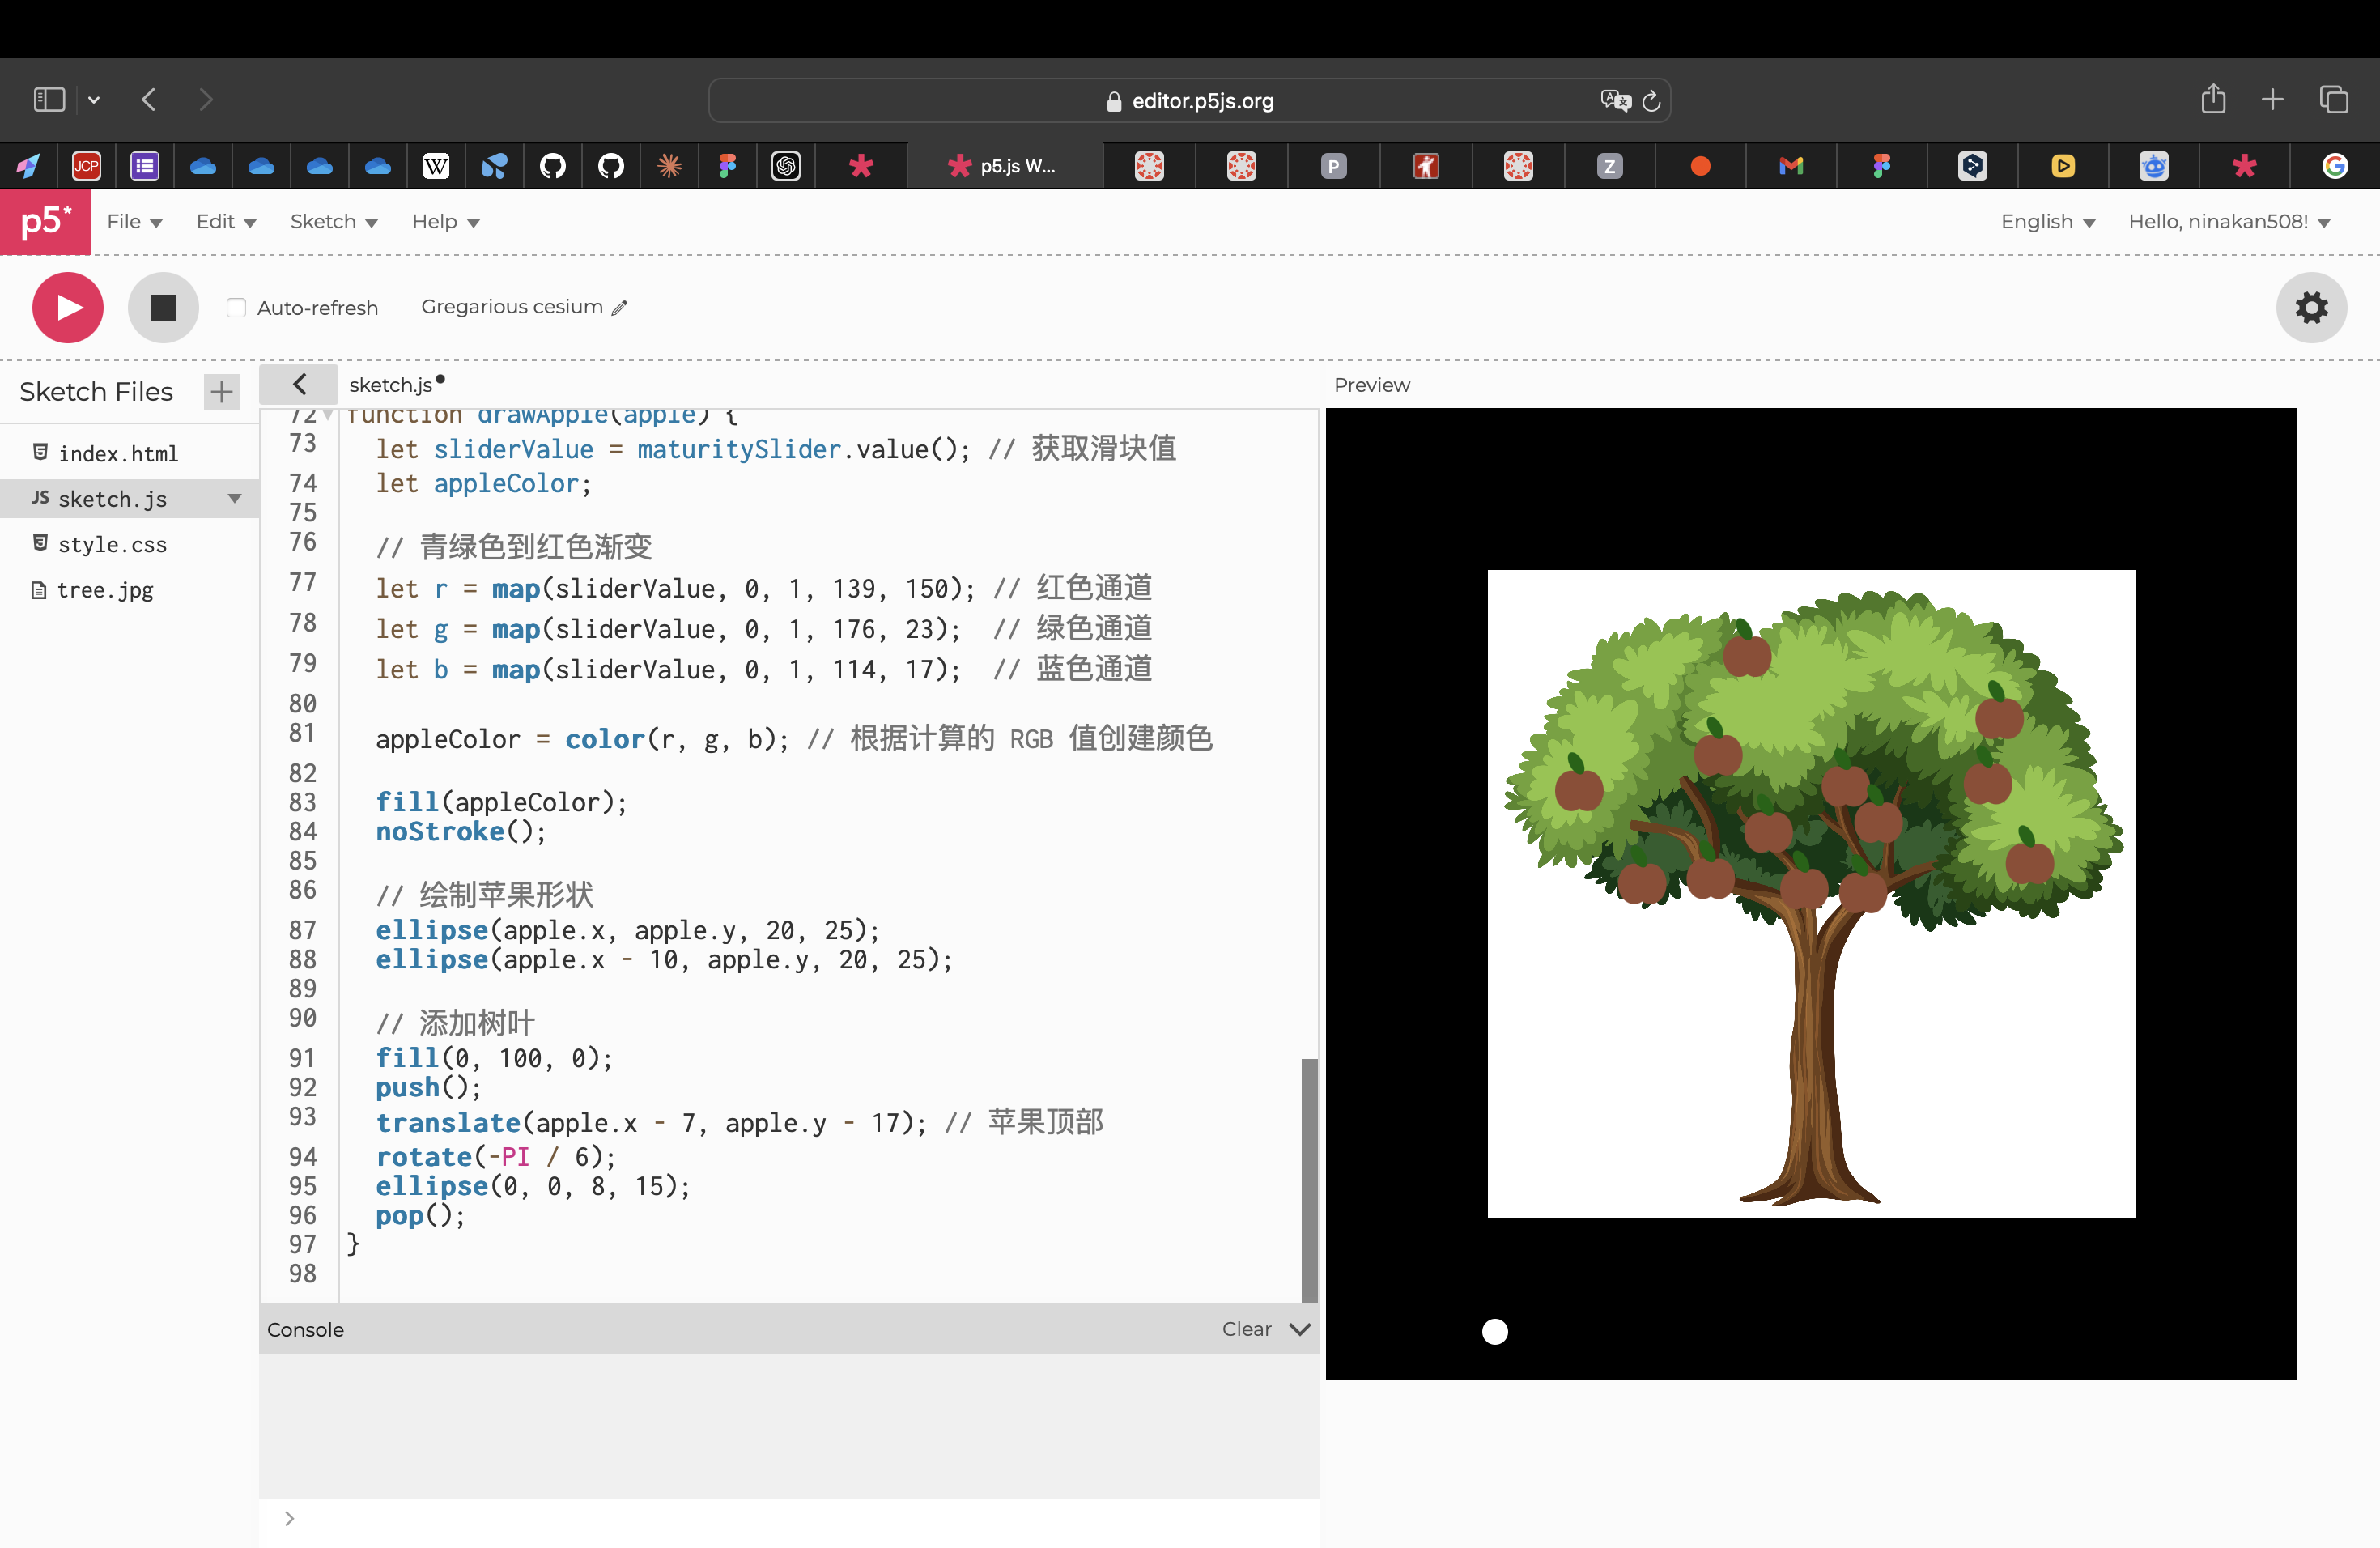 editor.p5js.org
JCP
W
p5.js W...
P
Z
p5*
File
Edit
Sketch
Help
English
Hello, ninakan508!
Auto-refresh
Gregarious cesium
Sketch Files
sketch.js
Preview
index.html
JS sketch.js
style.css
tree.jpg
72 function drawApple(apple) {
73 let sliderValue = maturitySlider.value(); // 获取滑块值
74 let appleColor;
75
76 // 青绿色到红色渐变
77 let r = map(sliderValue, 0, 1, 139, 150); // 红色通道
78 let g = map(sliderValue, 0, 1, 176, 23);  // 绿色通道
79 let b = map(sliderValue, 0, 1, 114, 17);  // 蓝色通道
80
81 appleColor = color(r, g, b); // 根据计算的 RGB 值创建颜色
82
83 fill(appleColor);
84 noStroke();
85
86 // 绘制苹果形状
87 ellipse(apple.x, apple.y, 20, 25);
88 ellipse(apple.x - 10, apple.y, 20, 25);
89
90 // 添加树叶
91 fill(0, 100, 0);
92 push();
93 translate(apple.x - 7, apple.y - 17); // 苹果顶部
94 rotate(-PI / 6);
95 ellipse(0, 0, 8, 15);
96 pop();
97 }
98
Console
Clear